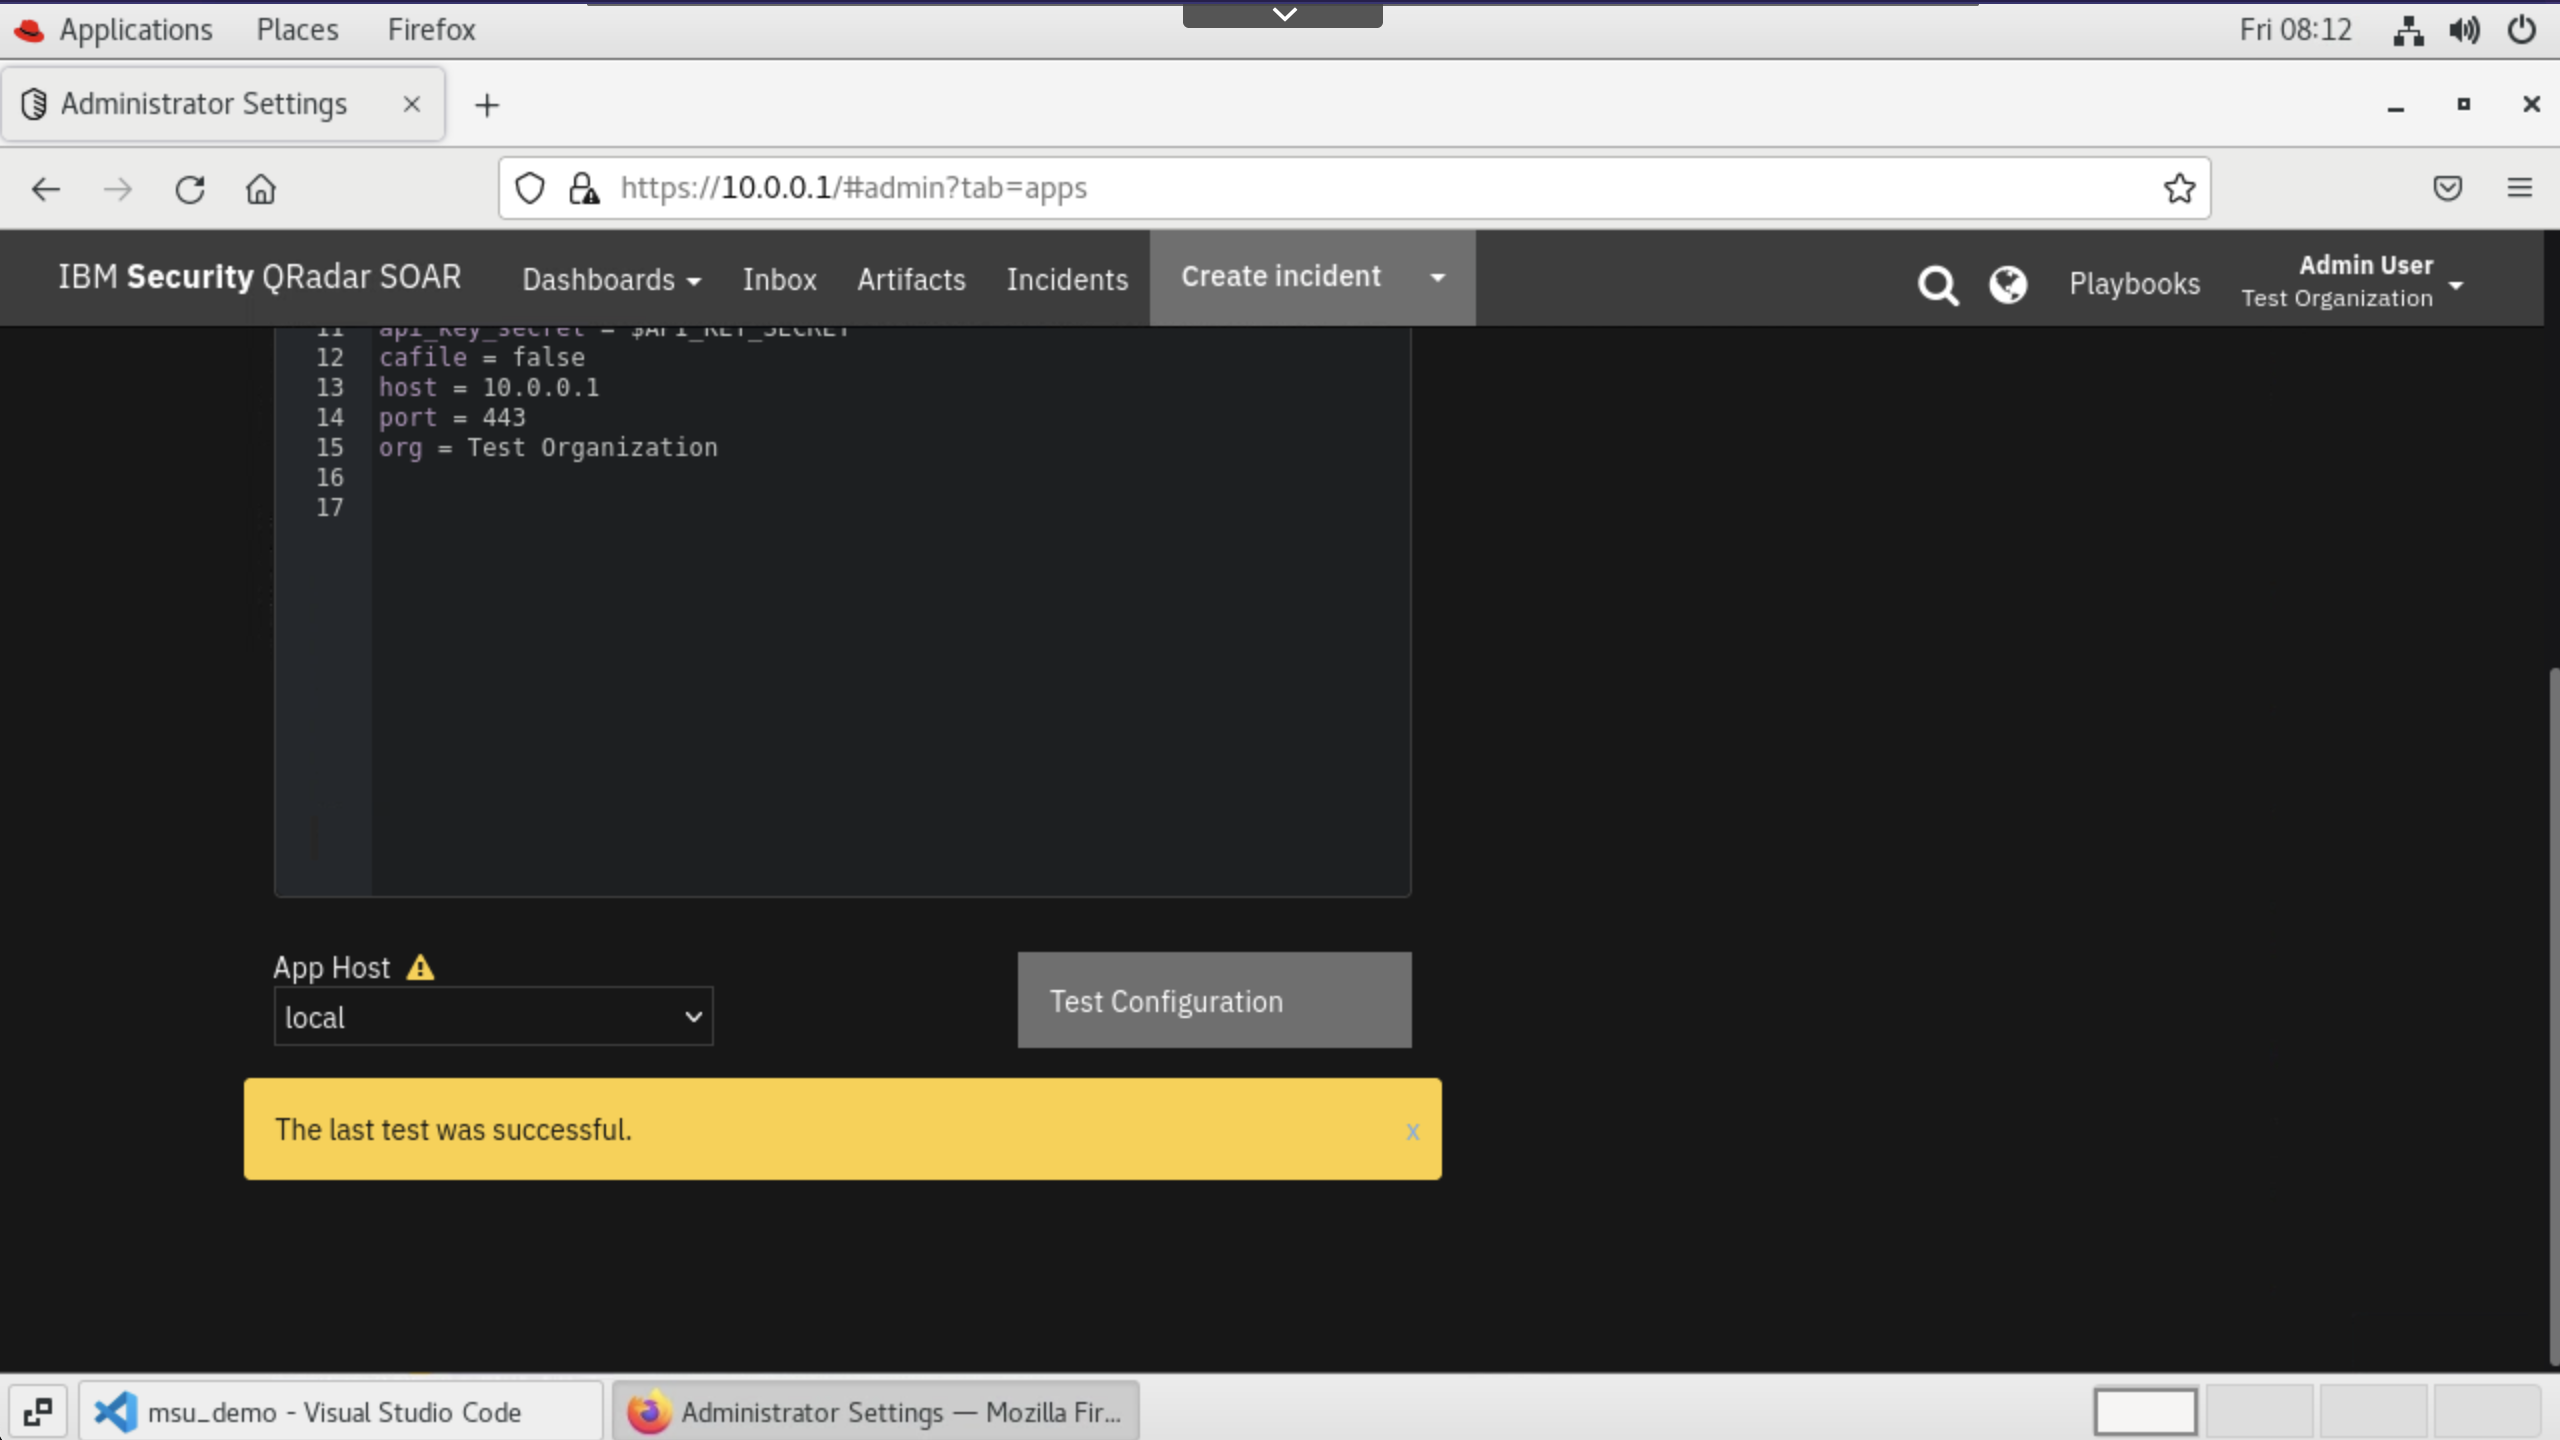 Applications Places Firefox Fri 08:12
Administrator Settings
https://10.0.0.1/#admin?tab=apps
IBM Security QRadar SOAR Dashboards Inbox Artifacts Incidents Create incident Playbooks Admin User
Test Organization
11 api_key_secret = $API_KEY_SECRET
12 cafile = false
13 host = 10.0.0.1
14 port = 443
15 org = Test Organization
16
17
App Host
local
Test Configuration
The last test was successful. x
msu_demo - Visual Studio Code Administrator Settings — Mozilla Fir...